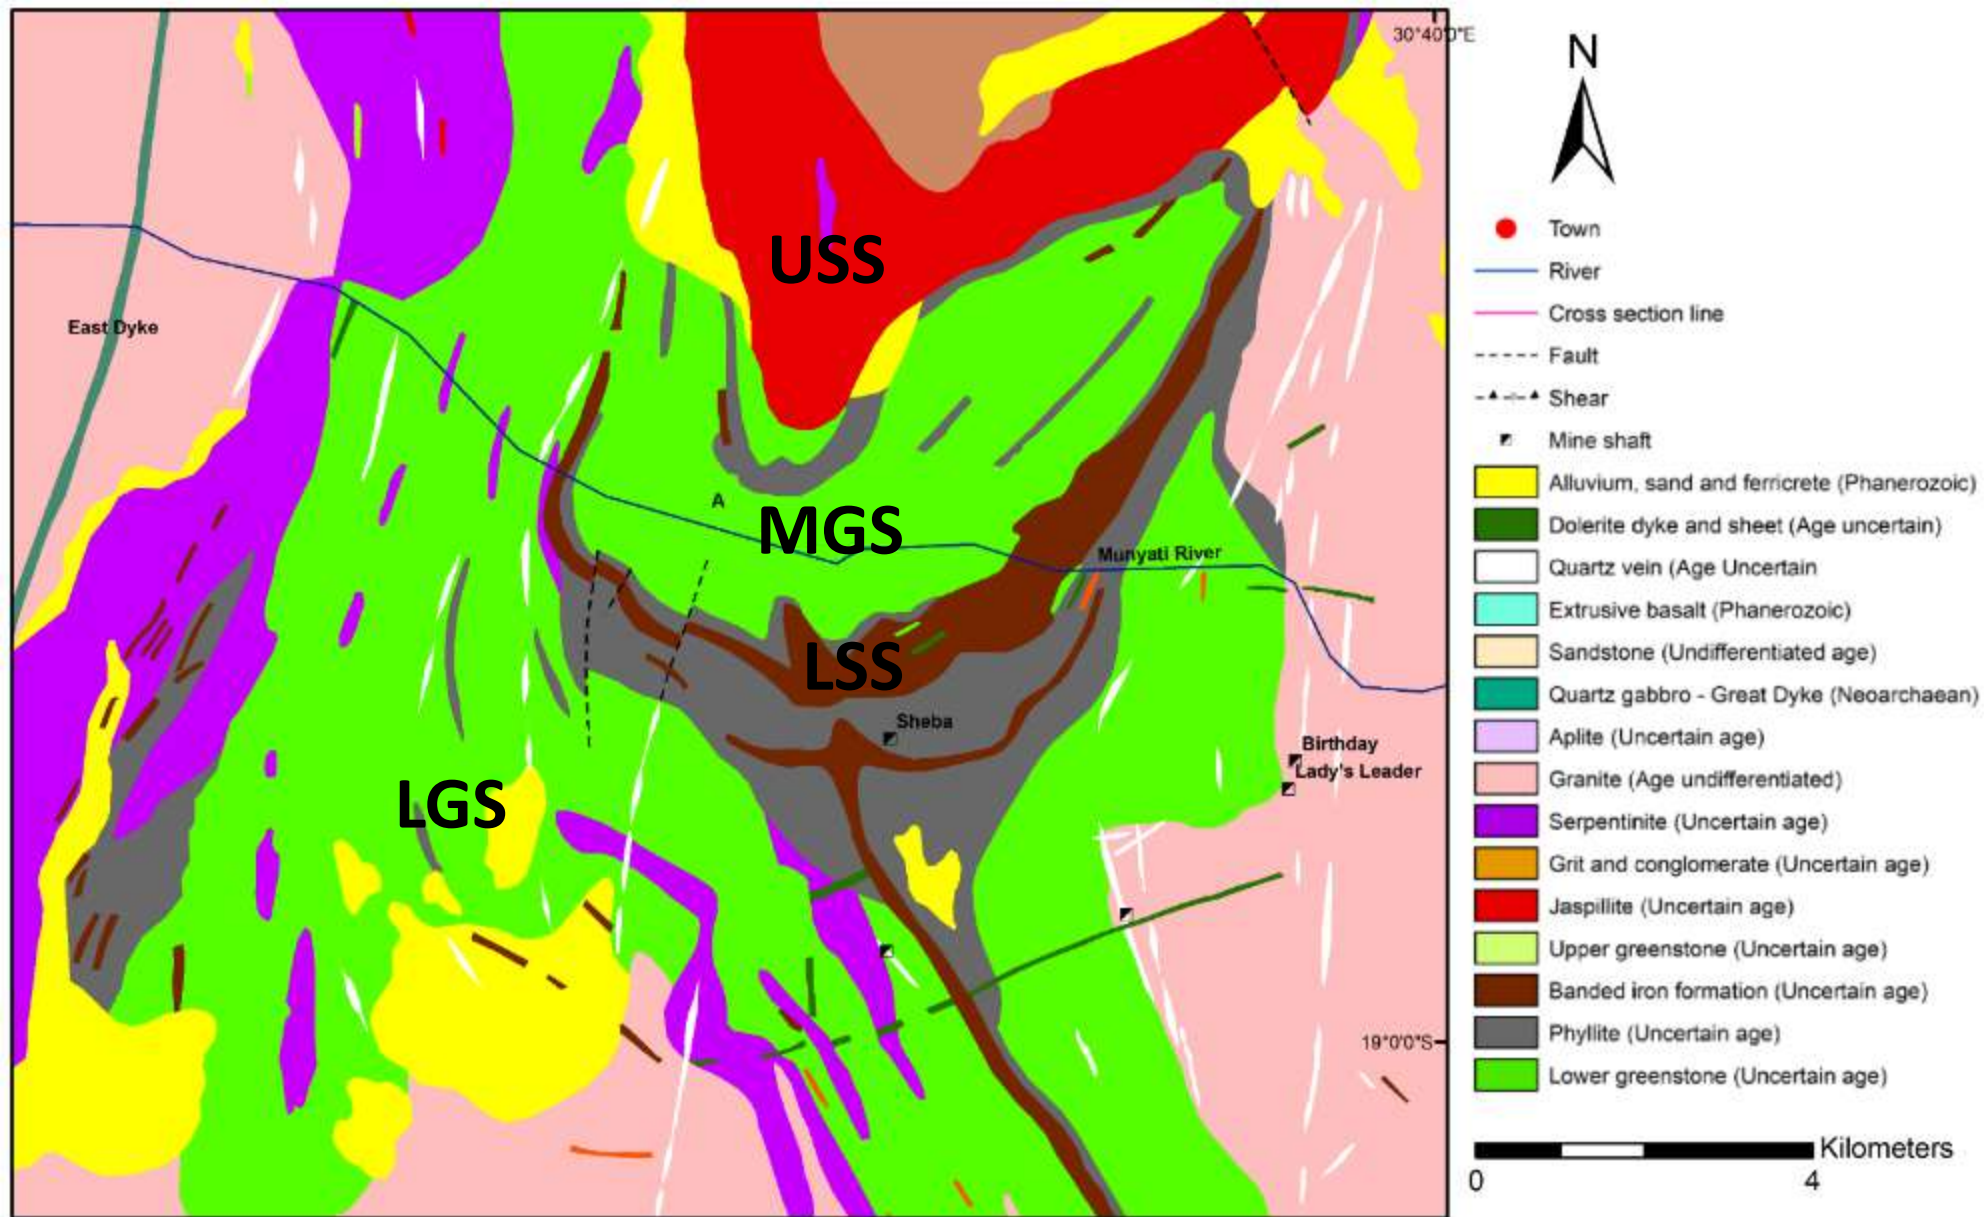 30°40'0"E
N
USS
East Dyke
A
MGS
Munyati River
LSS
Sheba
Birthday
Lady's Leader
LGS
19°0'0"S
Town
River
Cross section line
Fault
Shear
Mine shaft
Alluvium, sand and ferricrete (Phanerozoic)
Dolerite dyke and sheet (Age uncertain)
Quartz vein (Age Uncertain
Extrusive basalt (Phanerozoic)
Sandstone (Undifferentiated age)
Quartz gabbro - Great Dyke (Neoarchaean)
Aplite (Uncertain age)
Granite (Age undifferentiated)
Serpentinite (Uncertain age)
Grit and conglomerate (Uncertain age)
Jaspillite (Uncertain age)
Upper greenstone (Uncertain age)
Banded iron formation (Uncertain age)
Phyllite (Uncertain age)
Lower greenstone (Uncertain age)
Kilometers
0 4